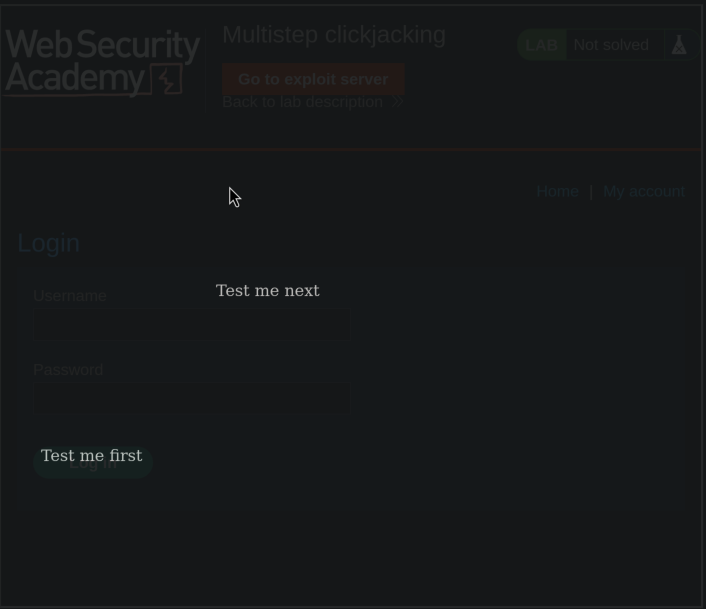 Web Security
Academy
Multistep clickjacking
LAB Not solved
Go to exploit server
Back to lab description
Home | My account
Login
Username
Test me next
Password
Test me first
Log in